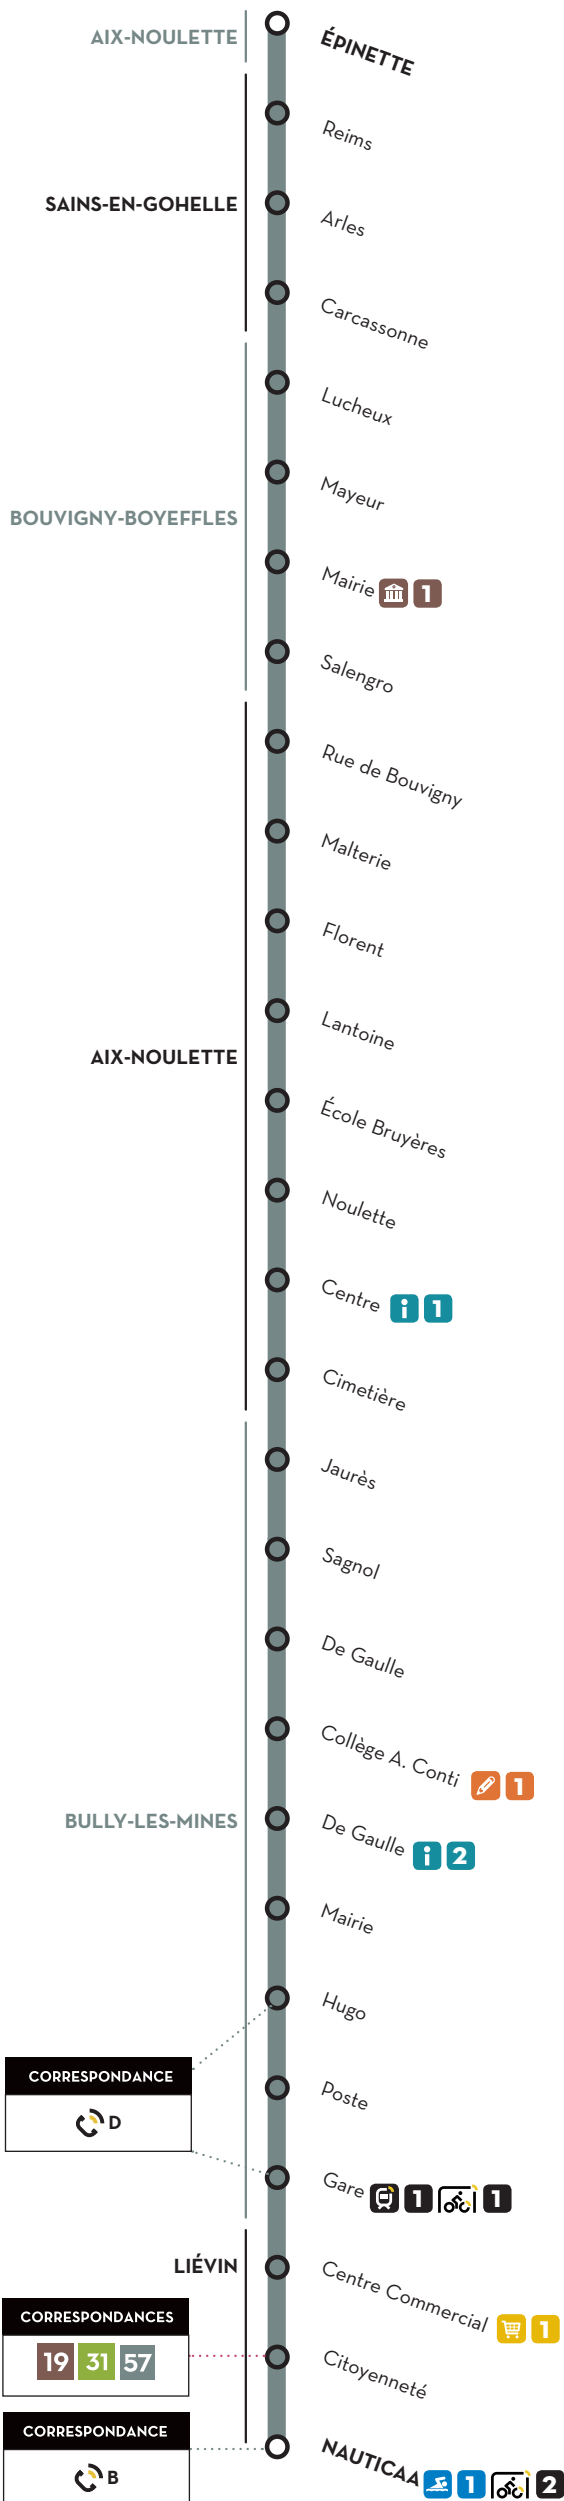 AIX-NOULETTE
ÉPINETTE
Reims
SAINS-EN-GOHELLE
Arles
Carcassonne
Lucheux
Mayeur
BOUVIGNY-BOYEFFLES
Mairie 1
Salengro
Rue de Bouvigny
Malterie
Florent
Lantoine
AIX-NOULETTE
École Bruyères
Noulette
Centre i 1
Cimetière
Jaurès
Sagnol
De Gaulle
Collège A. Conti 1
BULLY-LES-MINES
De Gaulle i 2
Mairie
Hugo
CORRESPONDANCE
D
Poste
Gare 1 1
LIÉVIN
Centre Commercial 1
CORRESPONDANCES
19 31 57
Citoyenneté
CORRESPONDANCE
B
NAUTICAA 1 2